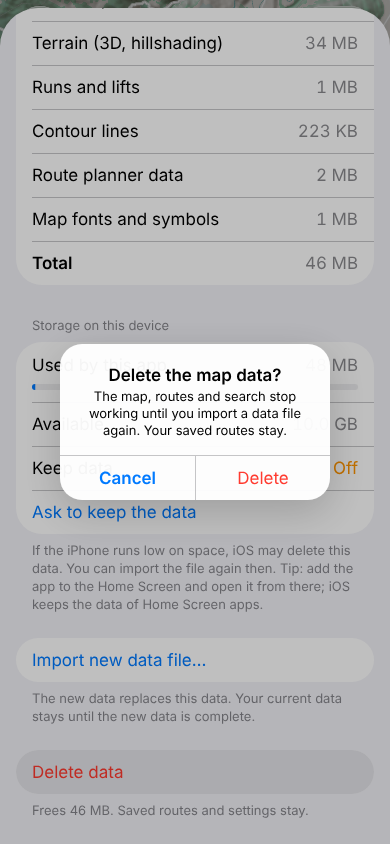 Terrain (3D, hillshading) 34 MB
Runs and lifts 1 MB
Contour lines 223 KB
Route planner data 2 MB
Map fonts and symbols 1 MB
Total 46 MB
Storage on this device
Used by this app MB
Delete the map data?
The map, routes and search stop
working until you import a data file
again. Your saved routes stay.
Available GB
Cancel Delete
Keep data Off
Ask to keep the data
If the iPhone runs low on space, iOS may delete this
data. You can import the file again then. Tip: add the
app to the Home Screen and open it from there; iOS
keeps the data of Home Screen apps.
Import new data file...
The new data replaces this data. Your current data
stays until the new data is complete.
Delete data
Frees 46 MB. Saved routes and settings stay.